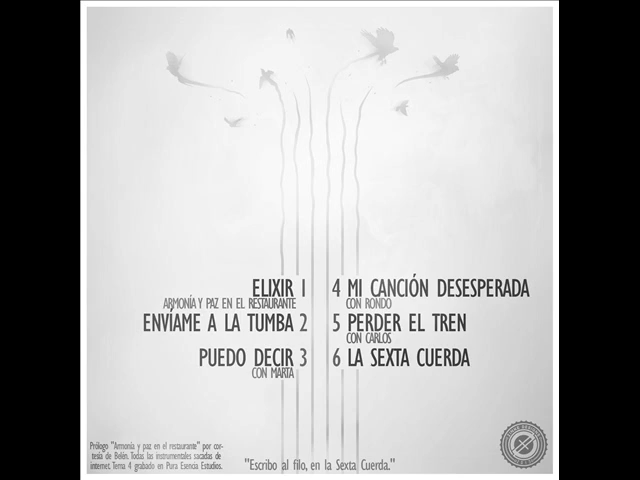 ELIXIR 1
ARMONÍA Y PAZ EN EL RESTAURANTE
ENVÍAME A LA TUMBA 2
PUEDO DECIR 3
CON MARTA
4 MI CANCIÓN DESESPERADA
CON RONDO
5 PERDER EL TREN
CON CARLOS
6 LA SEXTA CUERDA
Prólogo "Armonía y paz en el restaurante" por cor-
tesía de Belén. Todas las instrumentales sacadas de
internet. Tema 4 grabado en Pura Esencia Estudios.
"Escribo al filo, en la Sexta Cuerda."